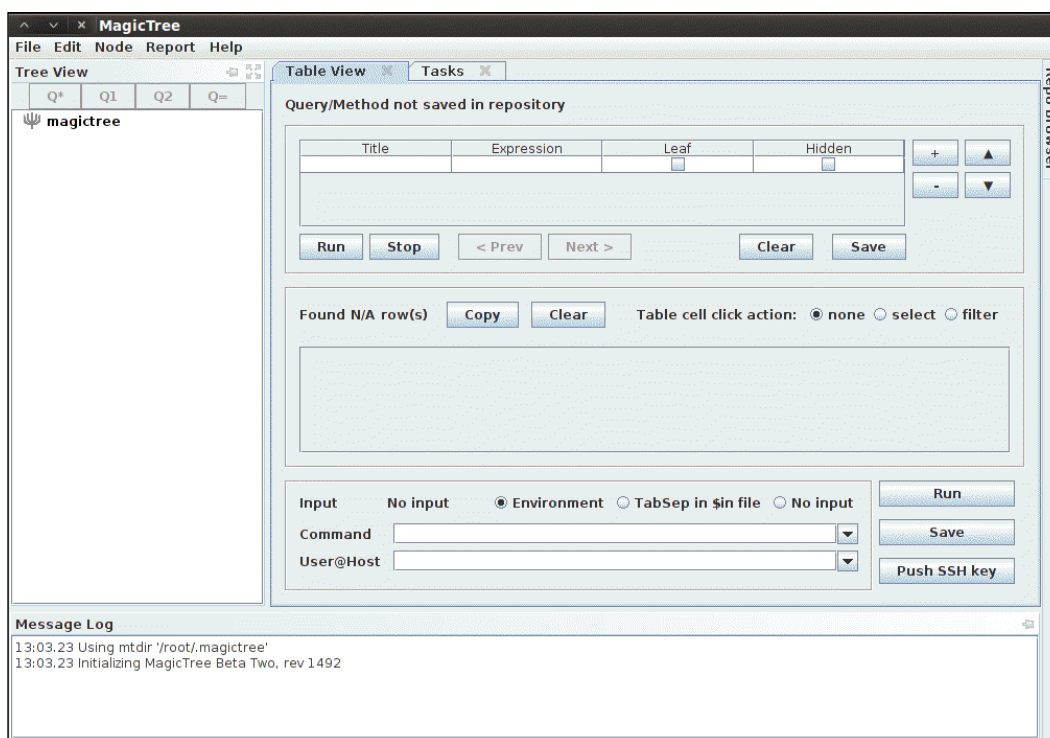 MagicTree
File Edit Node Report Help
Tree View
Q* Q1 Q2 Q=
magictree
Table View Tasks
Repo Browser
Query/Method not saved in repository
Title Expression Leaf Hidden
+
-
Run Stop < Prev Next > Clear Save
Found N/A row(s) Copy Clear Table cell click action: none select filter
Input No input Environment TabSep in $in file No input
Command
User@Host
Run
Save
Push SSH key
Message Log
13.03.23 Using mtdir '/root/.magictree'
13.03.23 Initializing MagicTree Beta Two, rev 1492